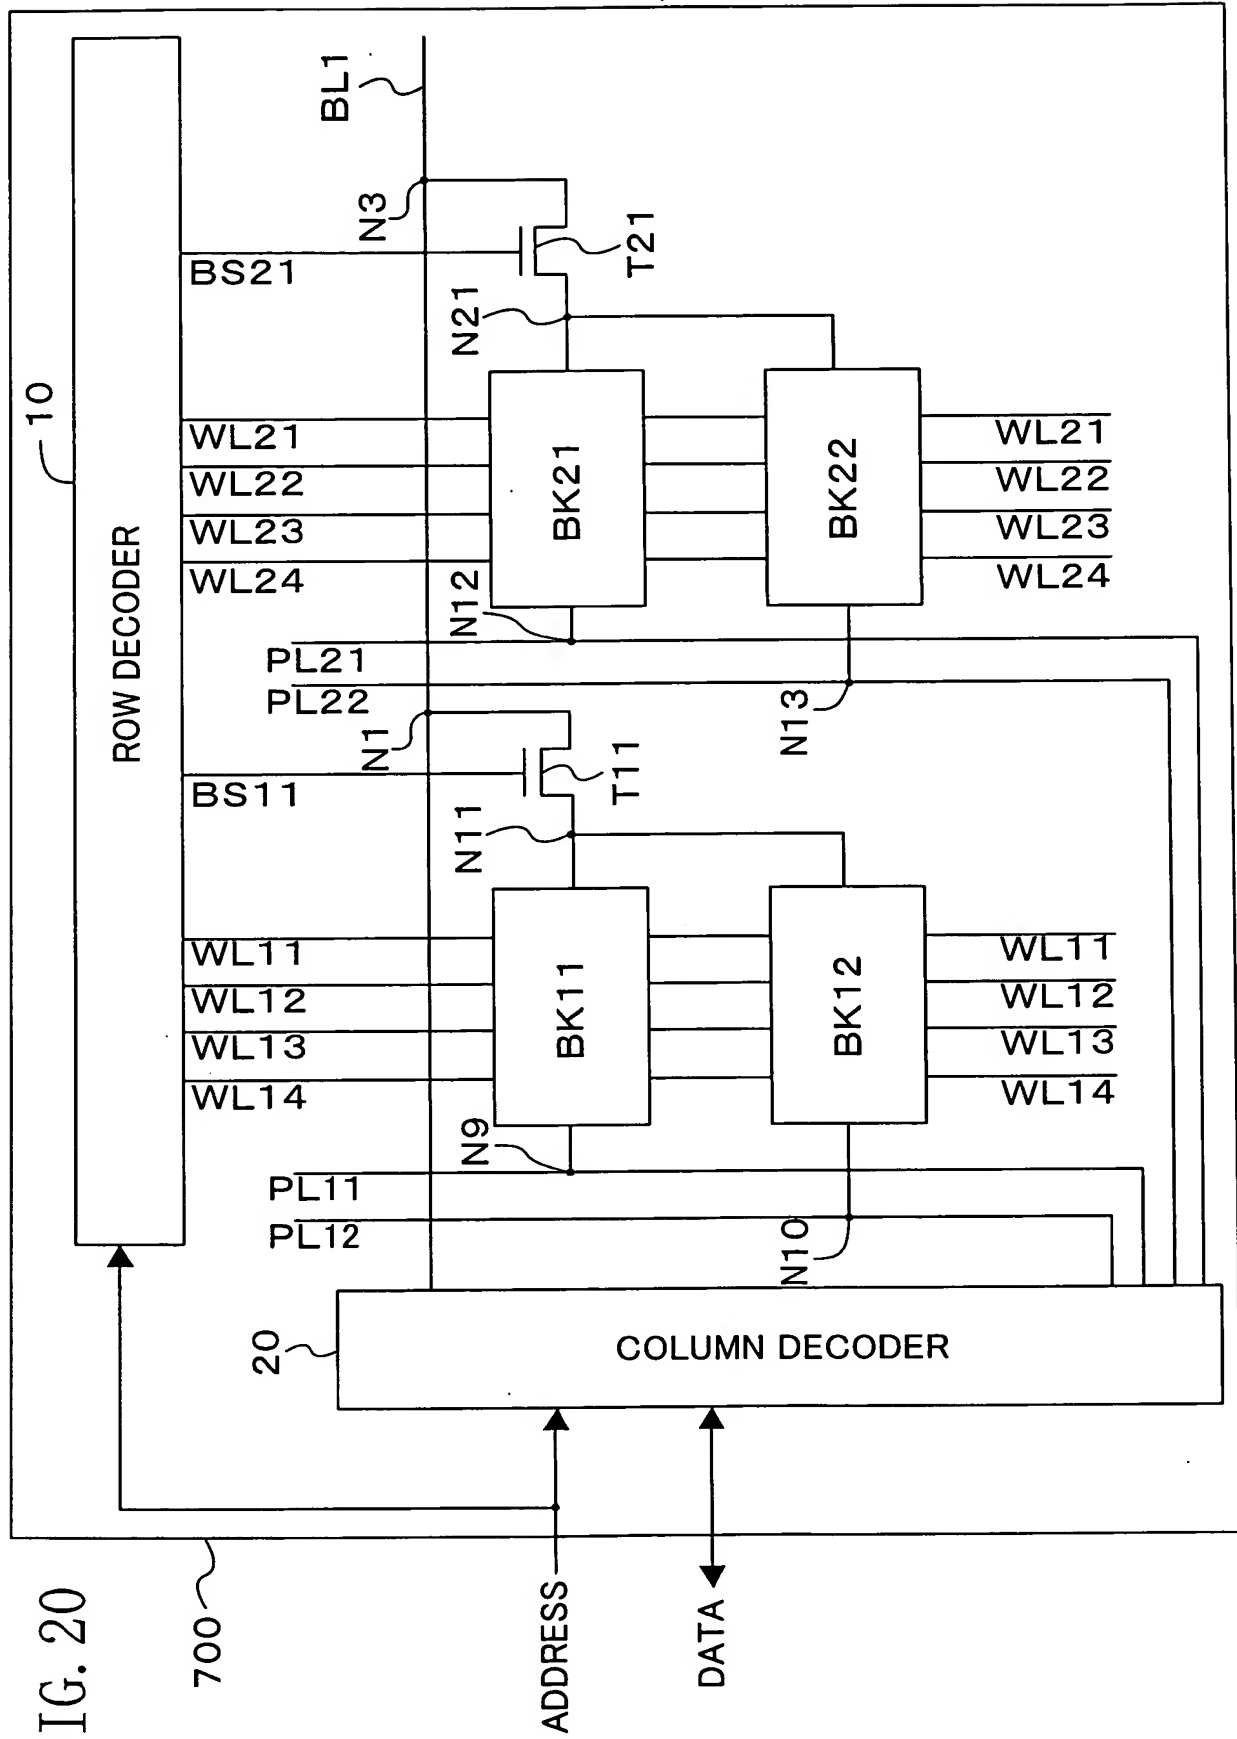 IG. 20
700
10
ROW DECODER
BL1
BS21
N3
T21
N21
WL21
WL22
WL23
WL24
BK21
BK22
WL21
WL22
WL23
WL24
N12
PL21
PL22
N13
N1
BS11
T11
N11
WL11
WL12
WL13
WL14
BK11
BK12
WL11
WL12
WL13
WL14
N9
PL11
PL12
N10
20
COLUMN DECODER
ADDRESS
DATA